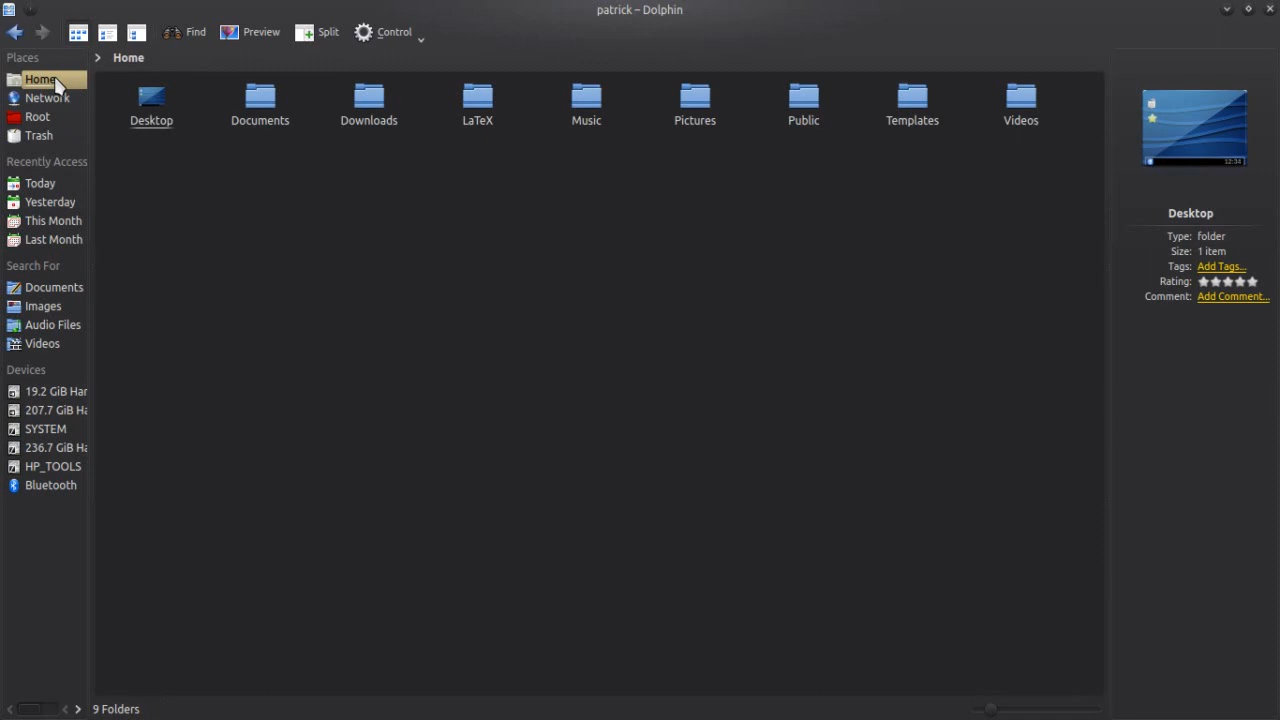 patrick – Dolphin
Find Preview Split Control
Places
Home
Network
Root
Trash
Recently Access
Today
Yesterday
This Month
Last Month
Search For
Documents
Images
Audio Files
Videos
Devices
19.2 GiB Har
207.7 GiB Ha
SYSTEM
236.7 GiB Ha
HP_TOOLS
Bluetooth
Home
Desktop Documents Downloads LaTeX Music Pictures Public Templates Videos
9 Folders
12:34
Desktop
Type: folder
Size: 1 item
Tags: Add Tags...
Rating:
Comment: Add Comment...